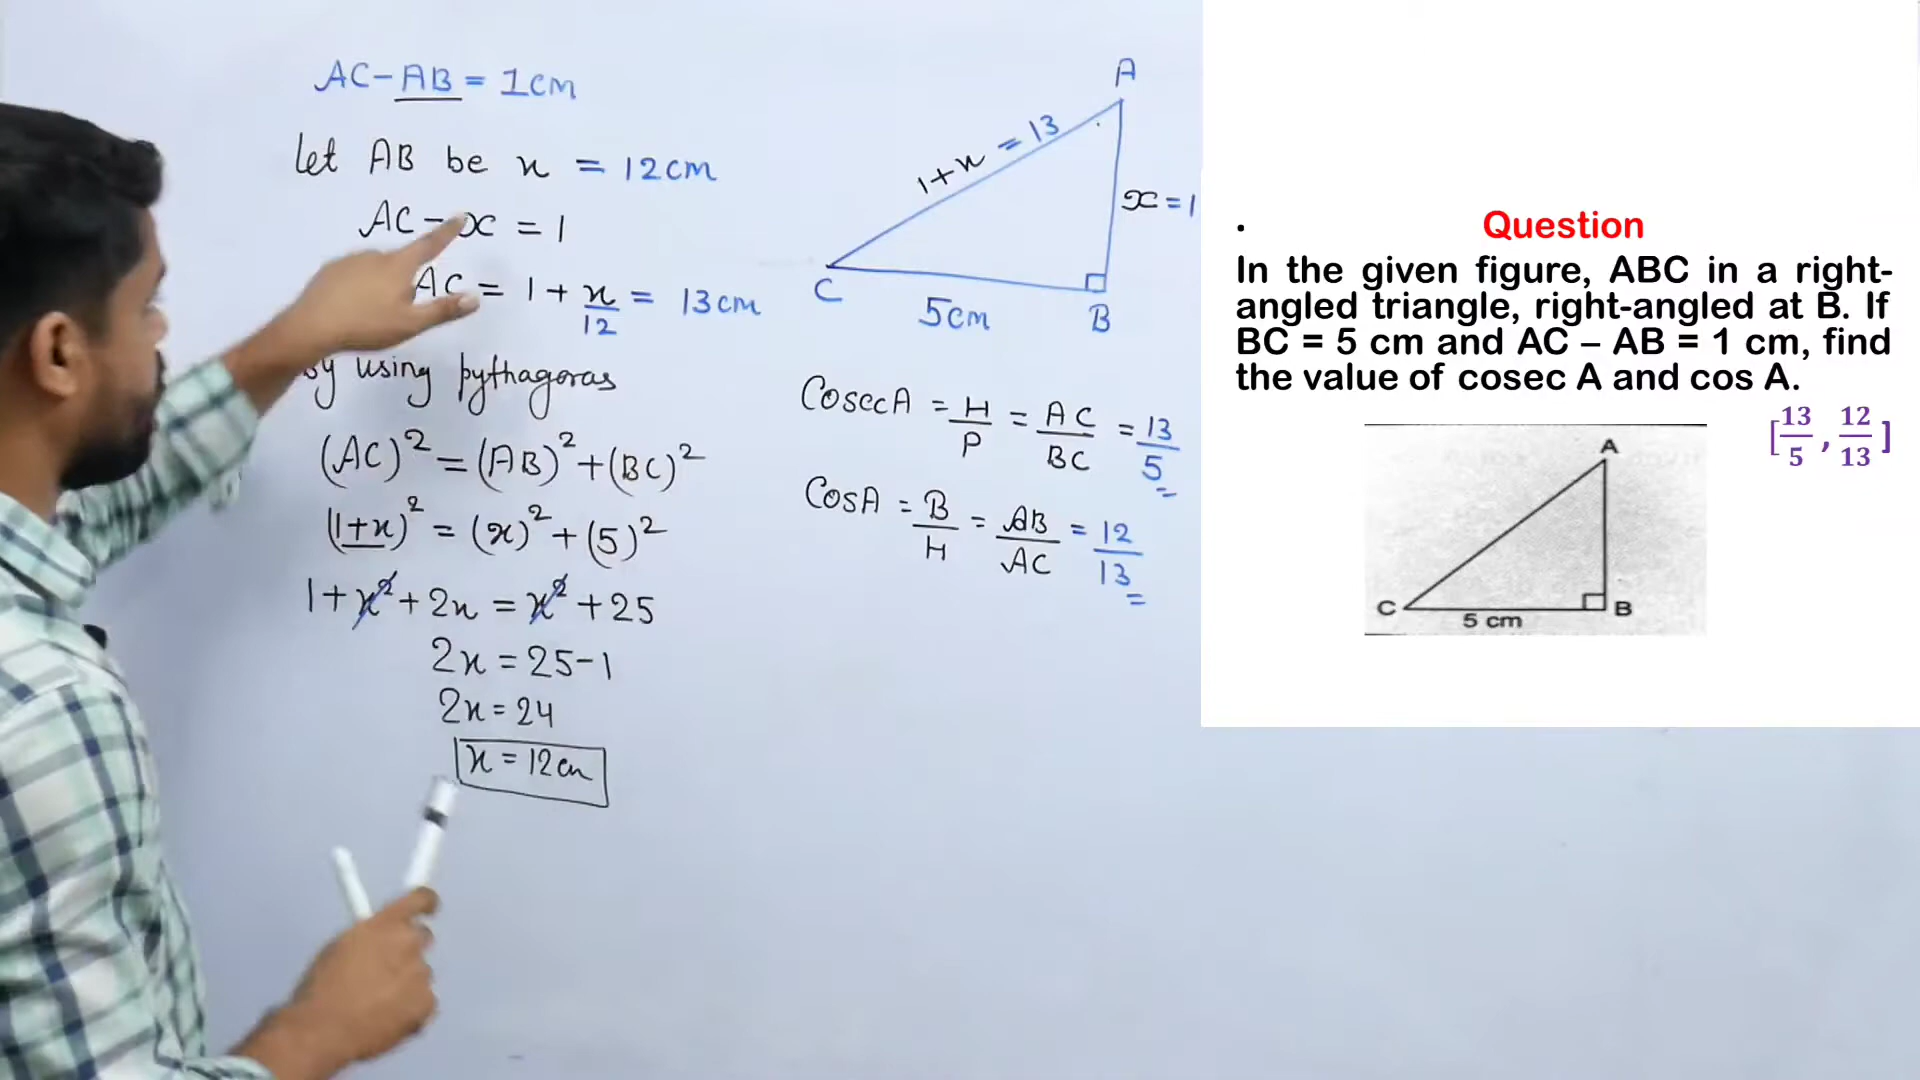 AC-AB = 1cm
let AB be x = 12cm
AC-x = 1
AC = 1+x/12 = 13cm
by using pythagoras
(AC)² = (AB)² + (BC)²
(1+x)² = (x)² + (5)²
1+x²+2x = x²+25
2x = 25-1
2x = 24
x = 12cm
A
1+x = 13
x = 1
C
5cm
B
CosecA = H/P = AC/BC = 13/5
CosA = B/H = AB/AC = 12/13
. Question
In the given figure, ABC in a right-
angled triangle, right-angled at B. If
BC = 5 cm and AC – AB = 1 cm, find
the value of cosec A and cos A.
[13/5 , 12/13]
A
C
5 cm
B